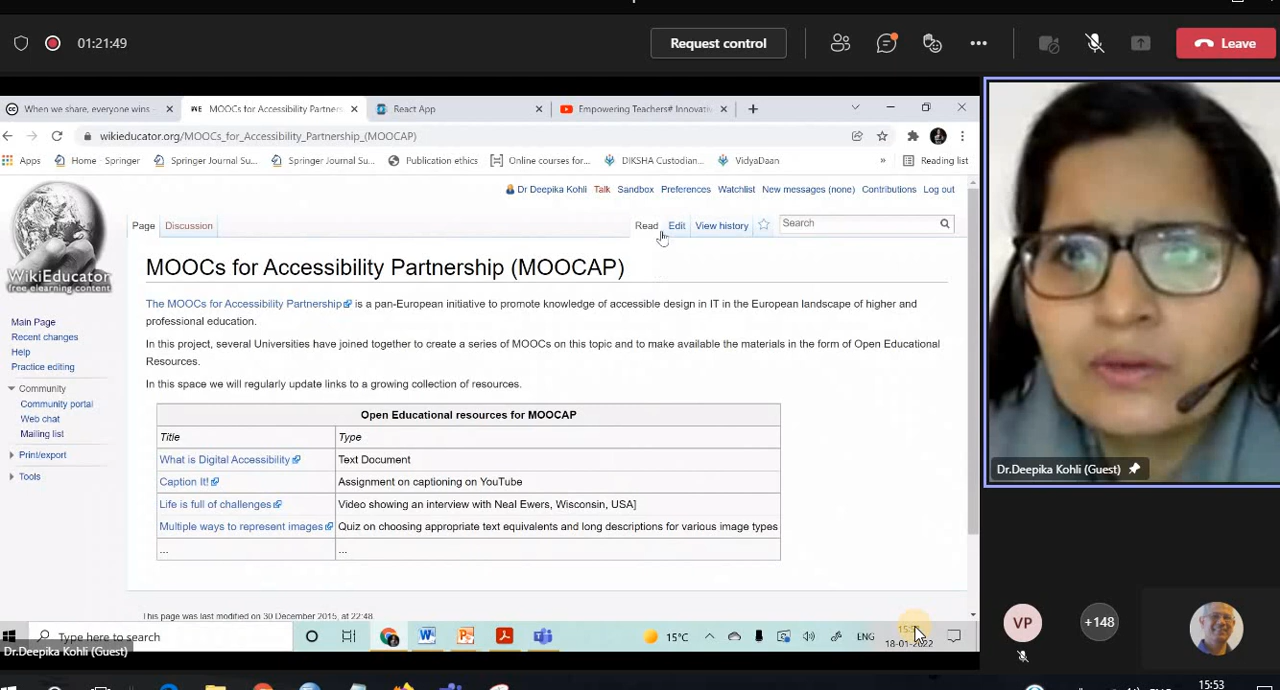 01:21:49
Request control
Leave
When we share, everyone wins
MOOCs for Accessibility Partner
React App
Empowering Teachers# Innovati
wikieducator.org/MOOCs_for_Accessibility_Partnership_(MOOCAP)
Apps
Home - Springer
Springer Journal Su...
Springer Journal Su...
Publication ethics
Online courses for...
DIKSHA Custodian...
VidyaDaan
»
Reading list
Dr Deepika Kohli Talk Sandbox Preferences Watchlist New messages (none) Contributions Log out
Page Discussion Read Edit View history Search
WikiEducator
free elearning content
Main Page
Recent changes
Help
Practice editing
Community
Community portal
Web chat
Mailing list
Print/export
Tools
MOOCs for Accessibility Partnership (MOOCAP)
The MOOCs for Accessibility Partnership is a pan-European initiative to promote knowledge of accessible design in IT in the European landscape of higher and
professional education.
In this project, several Universities have joined together to create a series of MOOCs on this topic and to make available the materials in the form of Open Educational
Resources.
In this space we will regularly update links to a growing collection of resources.
Open Educational resources for MOOCAP
Title Type
What is Digital Accessibility Text Document
Caption It! Assignment on captioning on YouTube
Life is full of challenges Video showing an interview with Neal Ewers, Wisconsin, USA]
Multiple ways to represent images Quiz on choosing appropriate text equivalents and long descriptions for various image types
... ...
This page was last modified on 30 December 2015, at 22:48.
Type here to search
15°C
ENG
18-01-2022
Dr.Deepika Kohli(Guest)
Dr.Deepika Kohli (Guest)
VP
+148
15:53